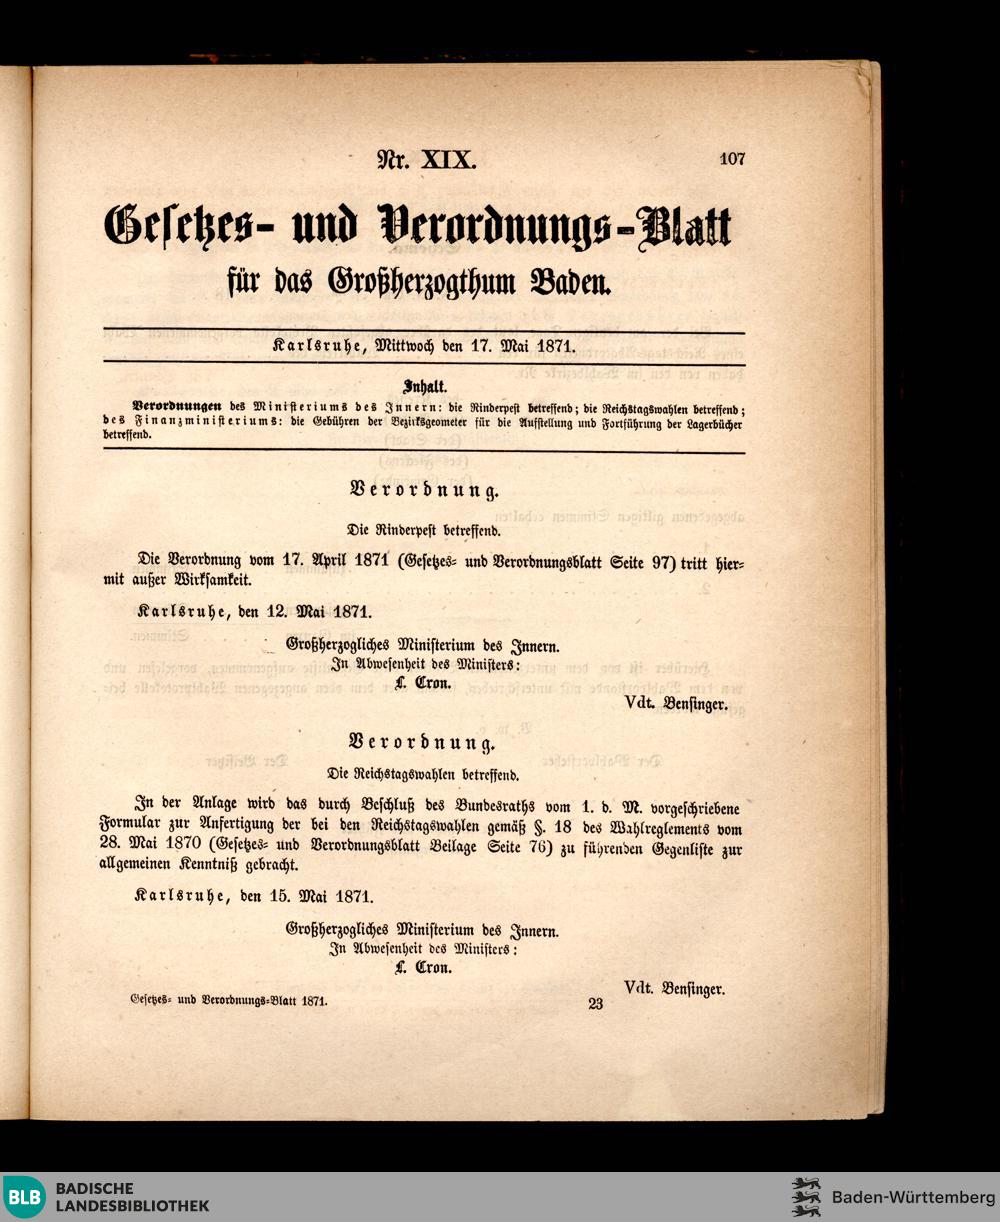 Nr. XIX.
107
Gesetzes- und Verordnungs-Blatt
für das Großherzogthum Baden.
Karlsruhe, Mittwoch den 17. Mai 1871.
Inhalt.
Verordnungen des Ministeriums des Innern: die Rinderpest betreffend; die Reichstagswahlen betreffend;
des Finanzministeriums: die Gebühren der Bezirksgeometer für die Aufstellung und Fortführung der Lagerbücher
betreffend.
Verordnung.
Die Rinderpest betreffend.
Die Verordnung vom 17. April 1871 (Gesetzes- und Verordnungsblatt Seite 97) tritt hier-
mit außer Wirksamkeit.
Karlsruhe, den 12. Mai 1871.
Großherzogliches Ministerium des Innern.
In Abwesenheit des Ministers:
L. Cron.
Vdt. Bensinger.
Verordnung.
Die Reichstagswahlen betreffend.
In der Anlage wird das durch Beschluß des Bundesraths vom 1. d. M. vorgeschriebene
Formular zur Anfertigung der bei den Reichstagswahlen gemäß §. 18 des Wahlreglements vom
28. Mai 1870 (Gesetzes- und Verordnungsblatt Beilage Seite 76) zu führenden Gegenliste zur
allgemeinen Kenntniß gebracht.
Karlsruhe, den 15. Mai 1871.
Großherzogliches Ministerium des Innern.
In Abwesenheit des Ministers:
L. Cron.
Vdt. Bensinger.
Gesetzes- und Verordnungs-Blatt 1871.
23
BLB
BADISCHE
LANDESBIBLIOTHEK
Baden-Württemberg